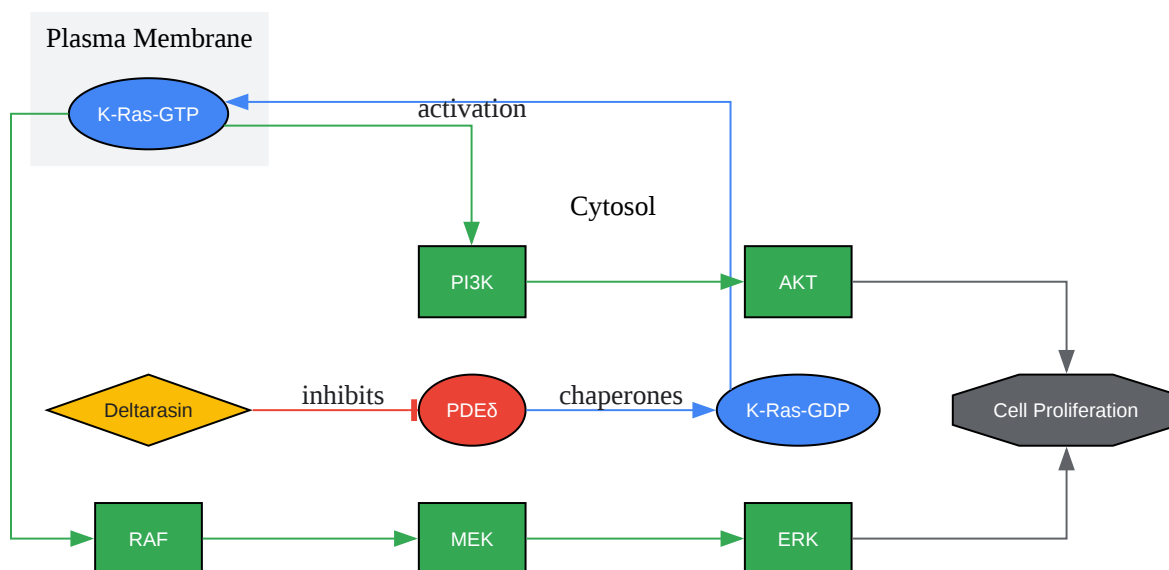 Plasma Membrane
K-Ras-GTP
activation
Cytosol
PI3K
AKT
Deltarasin
inhibits
PDEδ
chaperones
K-Ras-GDP
Cell Proliferation
RAF
MEK
ERK